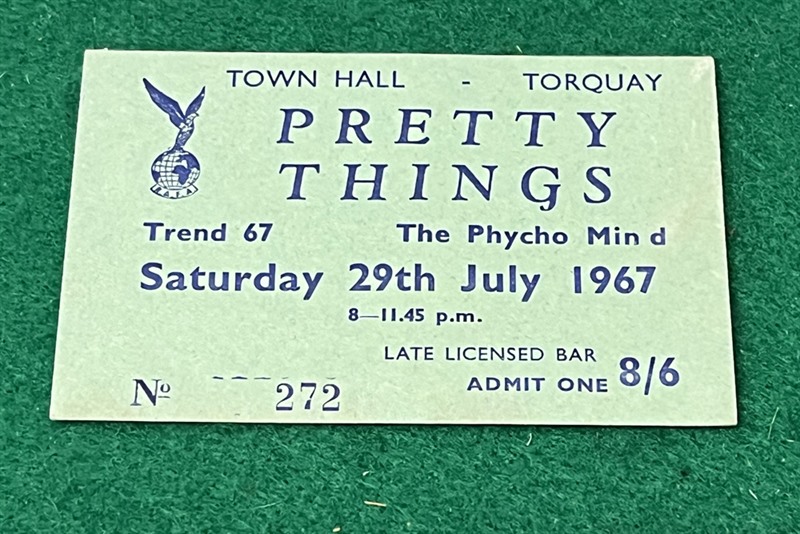 TOWN HALL - TORQUAY
PRETTY
THINGS
R.A.F.A.
Trend 67 The Phycho Mind
Saturday 29th July 1967
8—11.45 p.m.
LATE LICENSED BAR
ADMIT ONE 8/6
Nº 272